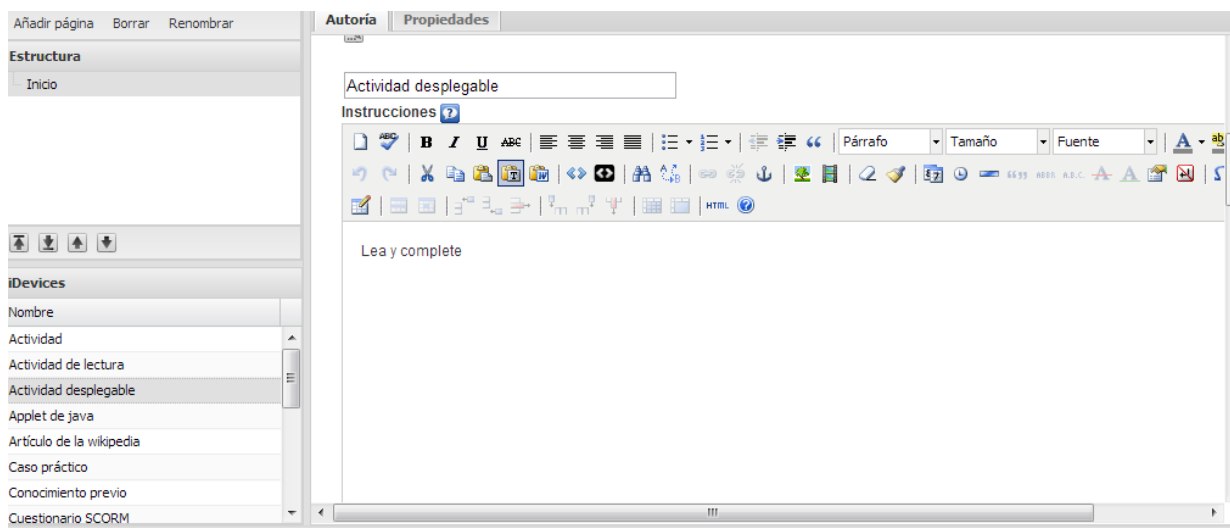 Añadir página Borrar Renombrar
Autoría Propiedades
Estructura
Inicio
Actividad desplegable
Instrucciones
Párrafo Tamaño Fuente
HTML
Lea y complete
iDevices
Nombre
Actividad
Actividad de lectura
Actividad desplegable
Applet de java
Artículo de la wikipedia
Caso práctico
Conocimiento previo
Cuestionario SCORM